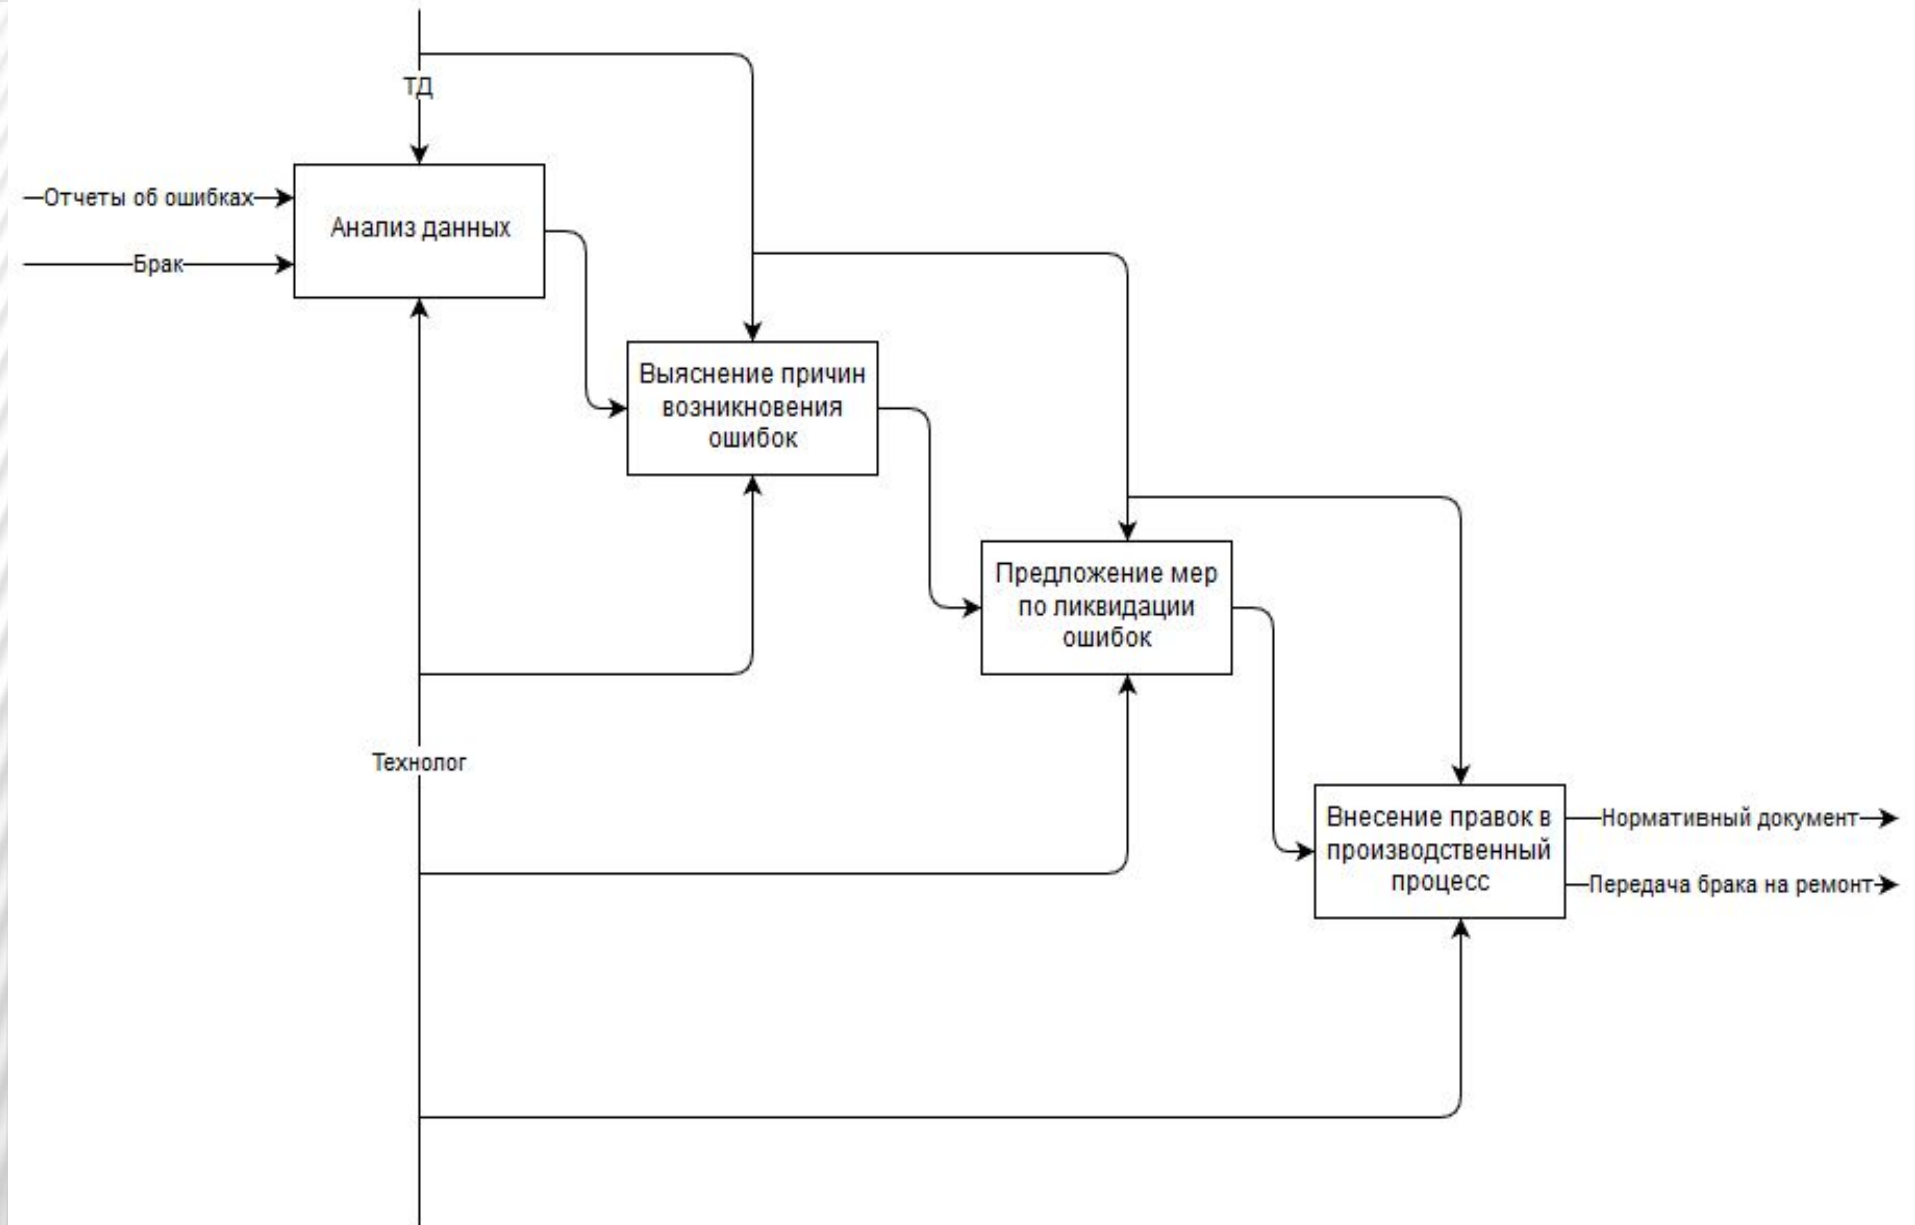 ТД
Отчеты об ошибках
Анализ данных
Брак
Выяснение причин
возникновения
ошибок
Предложение мер
по ликвидации
ошибок
Технолог
Внесение правок в
производственный
процесс
Нормативный документ
Передача брака на ремонт